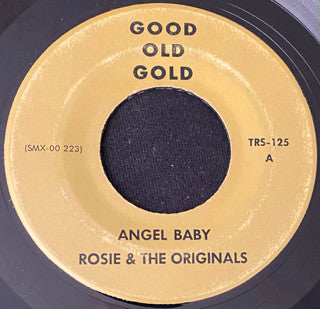 GOOD
OLD
GOLD
(SMX-00 223)
TRS-125
A
ANGEL BABY
ROSIE & THE ORIGINALS